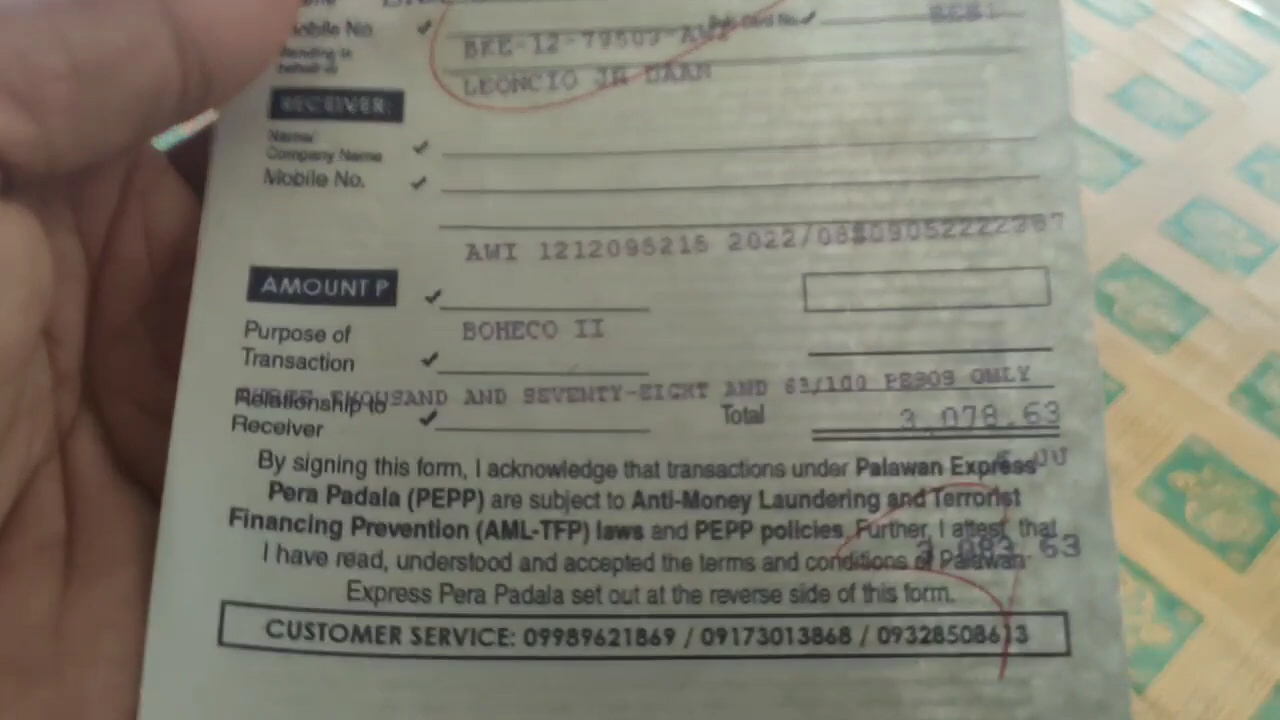 Mobile No.
BKE-12-79503-AWI
LEONCIO JR DAAN
RECEIVER:
Name/
Company Name
Mobile No.
AWI 1212095215 2022/08
AMOUNT P
BOHECO II
Purpose of
Transaction
THOUSAND AND SEVENTY-EIGHT AND 63/100 PESOS ONLY
Relationship to
Receiver
Total 3,078.63
By signing this form, I acknowledge that transactions under Palawan Express
Pera Padala (PEPP) are subject to Anti-Money Laundering and Terrorist
Financing Prevention (AML-TFP) laws and PEPP policies. Further, I attest that
3,083.63
I have read, understood and accepted the terms and conditions of Palawan
Express Pera Padala set out at the reverse side of this form.
CUSTOMER SERVICE: 09989621869 / 09173013868 / 09328508613